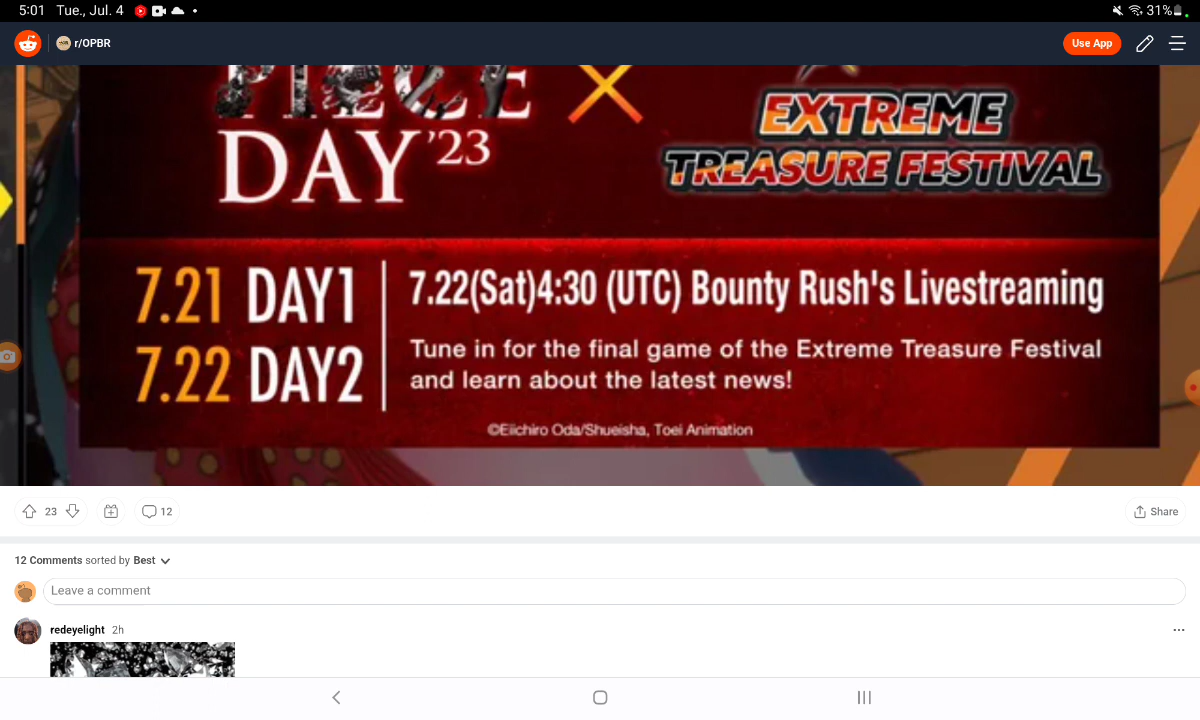 5:01 Tue., Jul. 4
31%
r/OPBR
Use App
PIECE
DAY '23
EXTREME
TREASURE FESTIVAL
7.21 DAY1
7.22 DAY2
7.22(Sat)4:30 (UTC) Bounty Rush's Livestreaming
Tune in for the final game of the Extreme Treasure Festival
and learn about the latest news!
©Eiichiro Oda/Shueisha, Toei Animation
23
12
Share
12 Comments sorted by Best
Leave a comment
redeyelight 2h